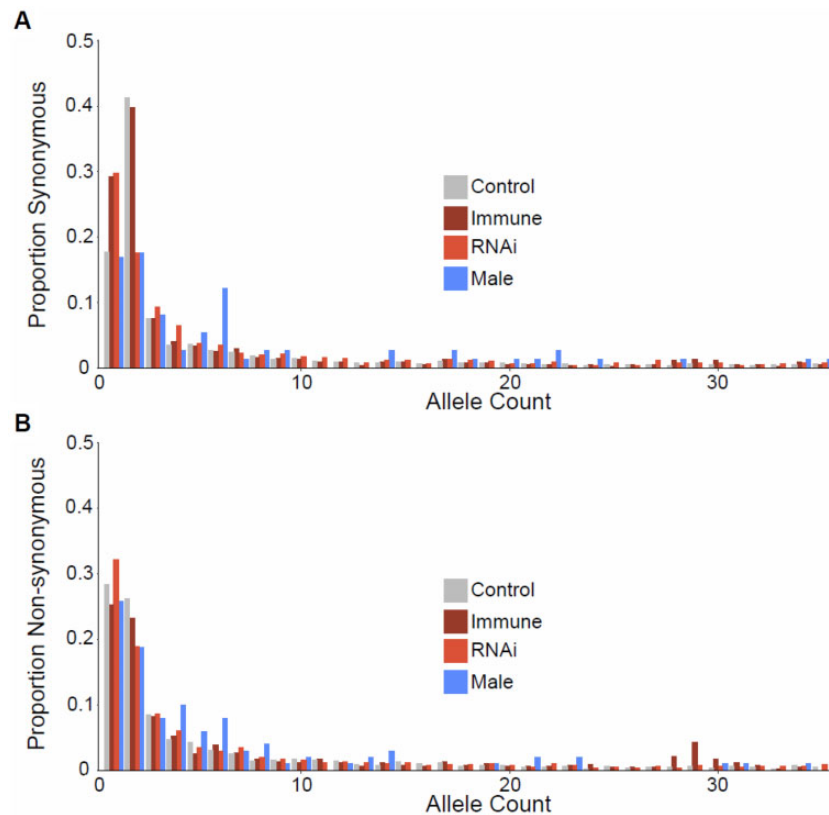 A
0.5
0.4
0.3
0.2
0.1
0
Proportion Synonymous
Control
Immune
RNAi
Male
0
10
20
30
Allele Count
B
0.5
0.4
0.3
0.2
0.1
0
Proportion Non-synonymous
Control
Immune
RNAi
Male
0
10
20
30
Allele Count